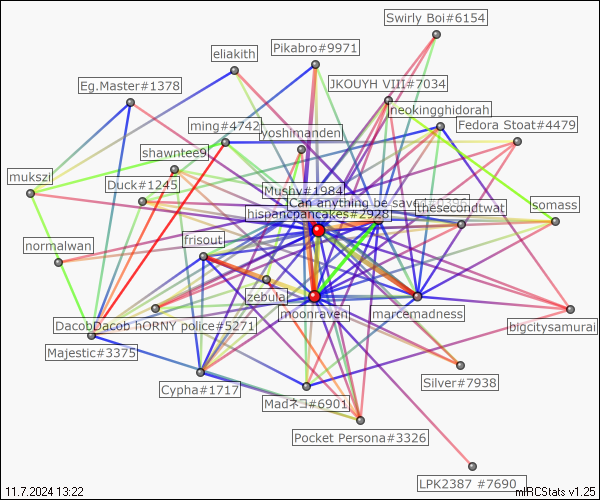 Swirly Boi#6154
Pikabro#9971
eliakith
JKOUYH VIII#7034
Eg.Master#1378
neokingghidorah
Fedora Stoat#4479
ming#4742
yoshimanden
shawntee9
mukszi
Duck#1245
Mushy#1984
Can anything be saved#0396
somass
thesecondtwat
hispancpancakes#2928
frisout
normalwan
zebula
moonraven
marcemadness
DacobDacob hORNY police#5271
bigcitysamurai
Majestic#3375
Silver#7938
Cypha#1717
Madネコ#6901
Pocket Persona#3326
LPK2387 #7690
11.7.2024 13:22
mIRCStats v1.25